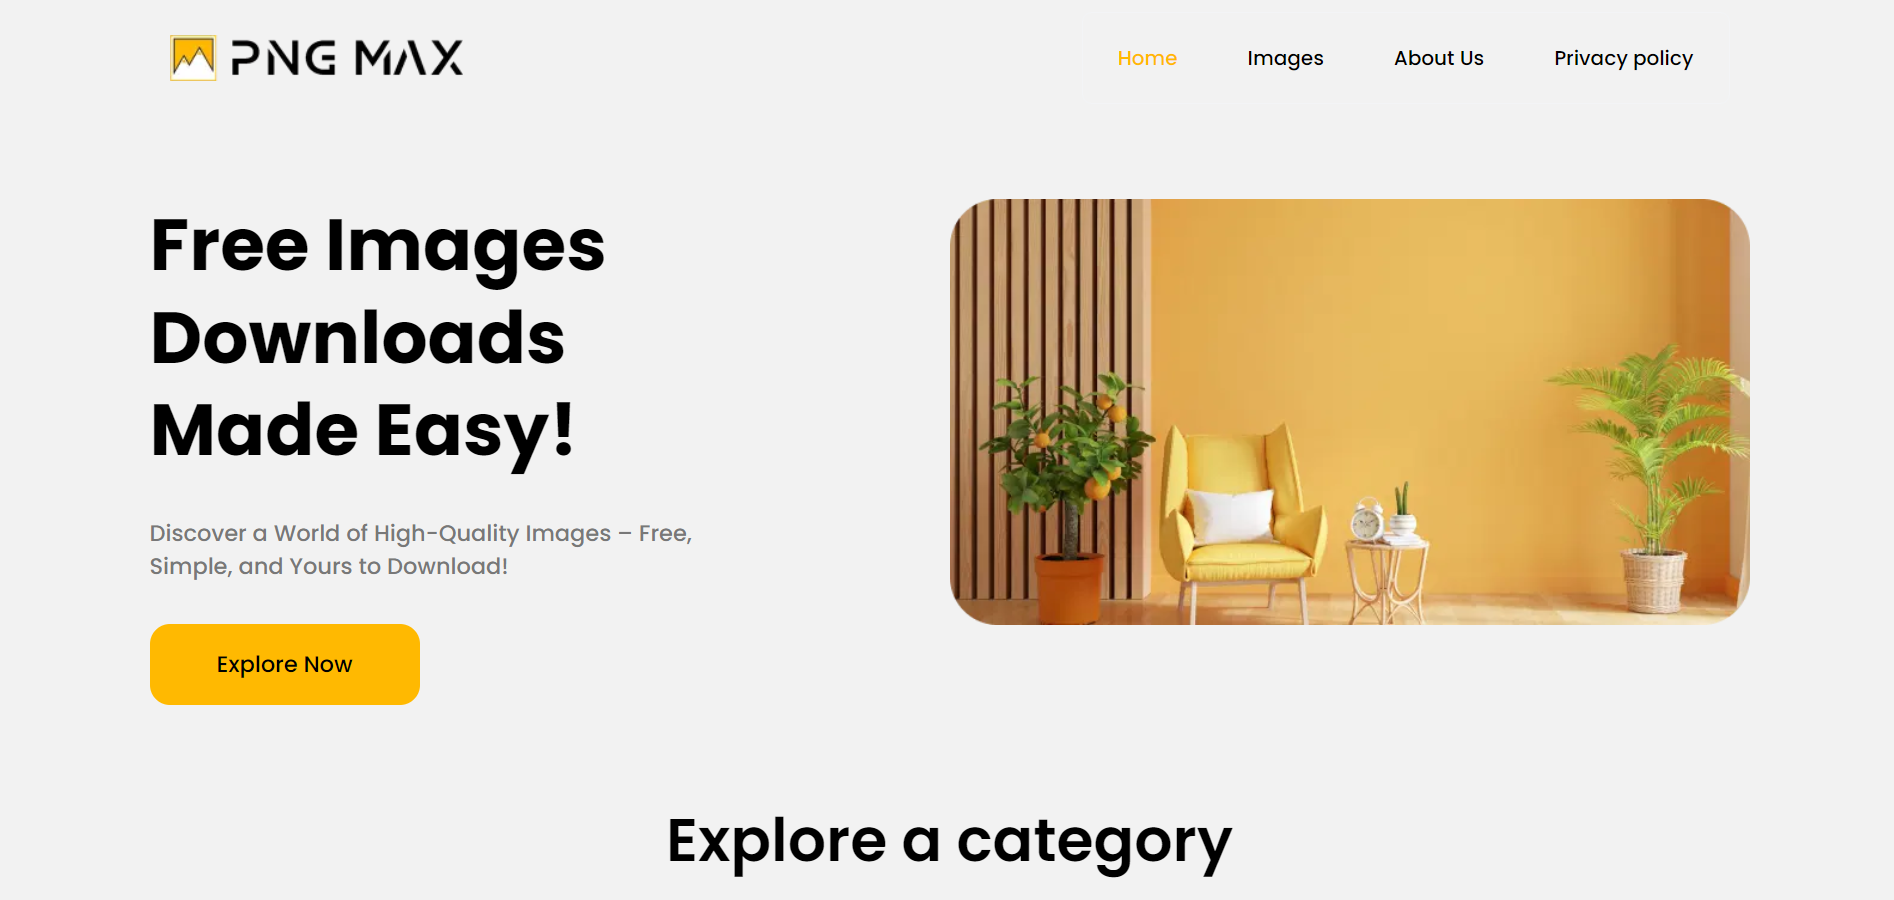 PNG MAX
Home
Images
About Us
Privacy policy
Free Images
Downloads
Made Easy!
Discover a World of High-Quality Images – Free,
Simple, and Yours to Download!
Explore Now
Explore a category